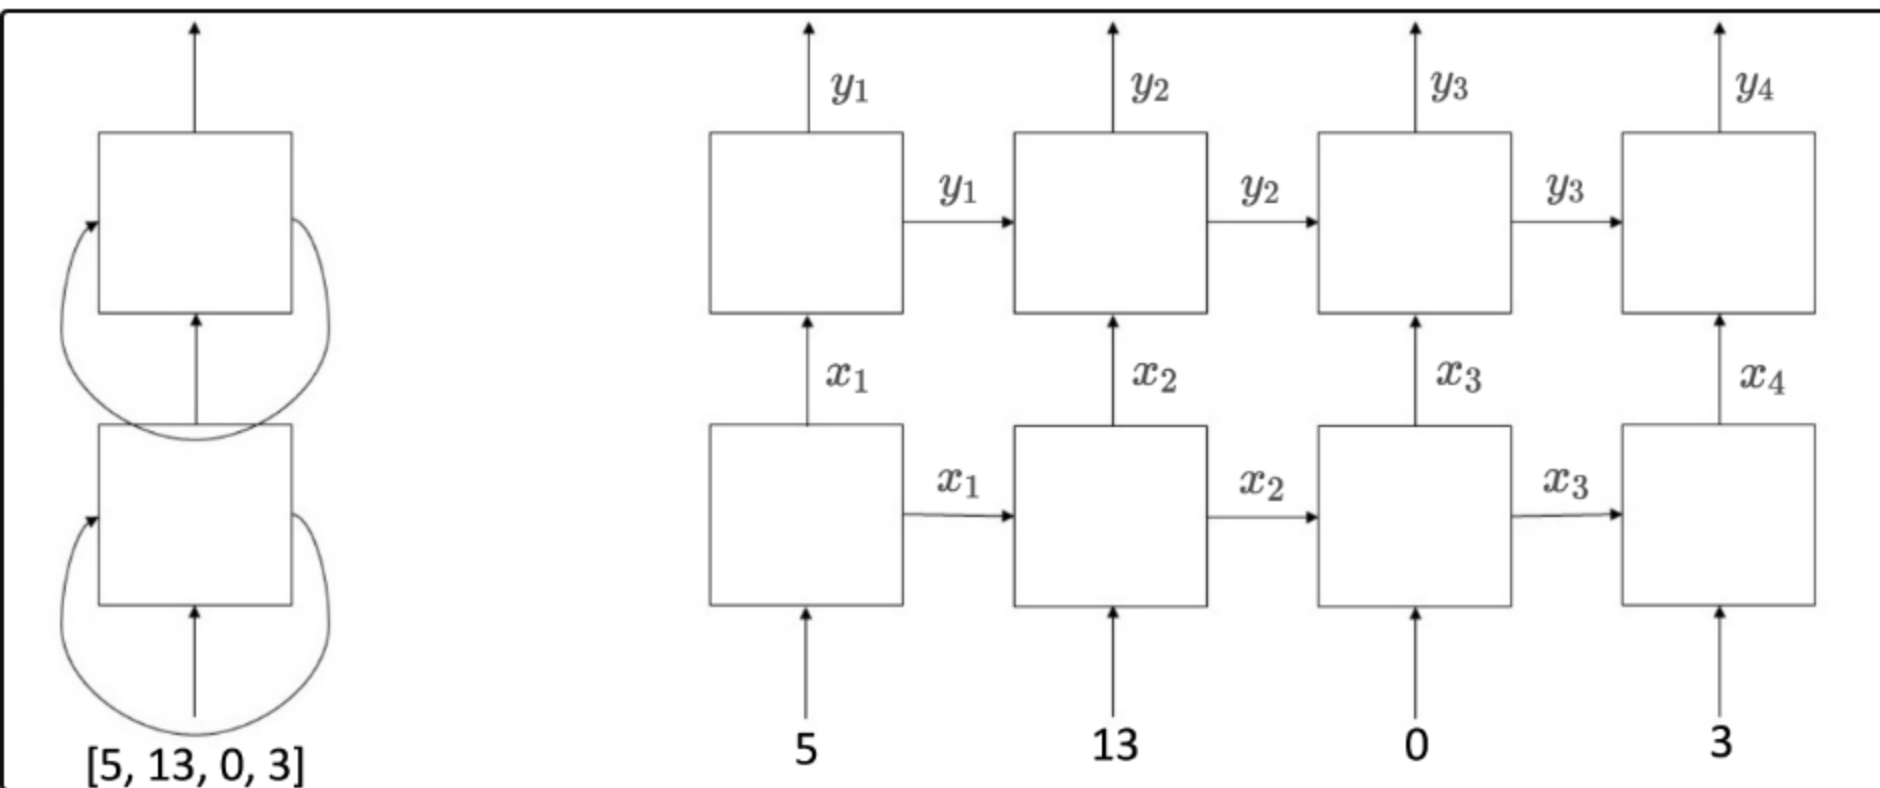 y₁ y₂ y₃ y₄
y₁ y₂ y₃
x₁ x₂ x₃ x₄
x₁ x₂ x₃
[5, 13, 0, 3] 5 13 0 3